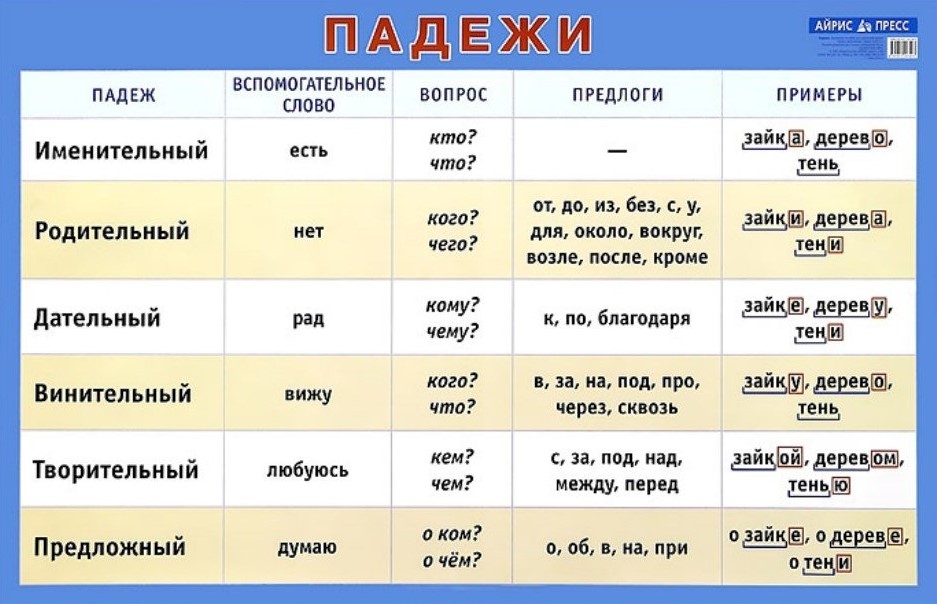 ПАДЕЖИ
АЙРИС ПРЕСС
ПАДЕЖ
ВСПОМОГАТЕЛЬНОЕ
СЛОВО
ВОПРОС
ПРЕДЛОГИ
ПРИМЕРЫ
Именительный
есть
кто?
что?
—
зайка, дерево,
тень
Родительный
нет
кого?
чего?
от, до, из, без, с, у,
для, около, вокруг,
возле, после, кроме
зайки, дерева,
тени
Дательный
рад
кому?
чему?
к, по, благодаря
зайке, дереву,
тени
Винительный
вижу
кого?
что?
в, за, на, под, про,
через, сквозь
зайку, дерево,
тень
Творительный
любуюсь
кем?
чем?
с, за, под, над,
между, перед
зайкой, деревом,
тенью
Предложный
думаю
о ком?
о чём?
о, об, в, на, при
о зайке, о дереве,
о тени